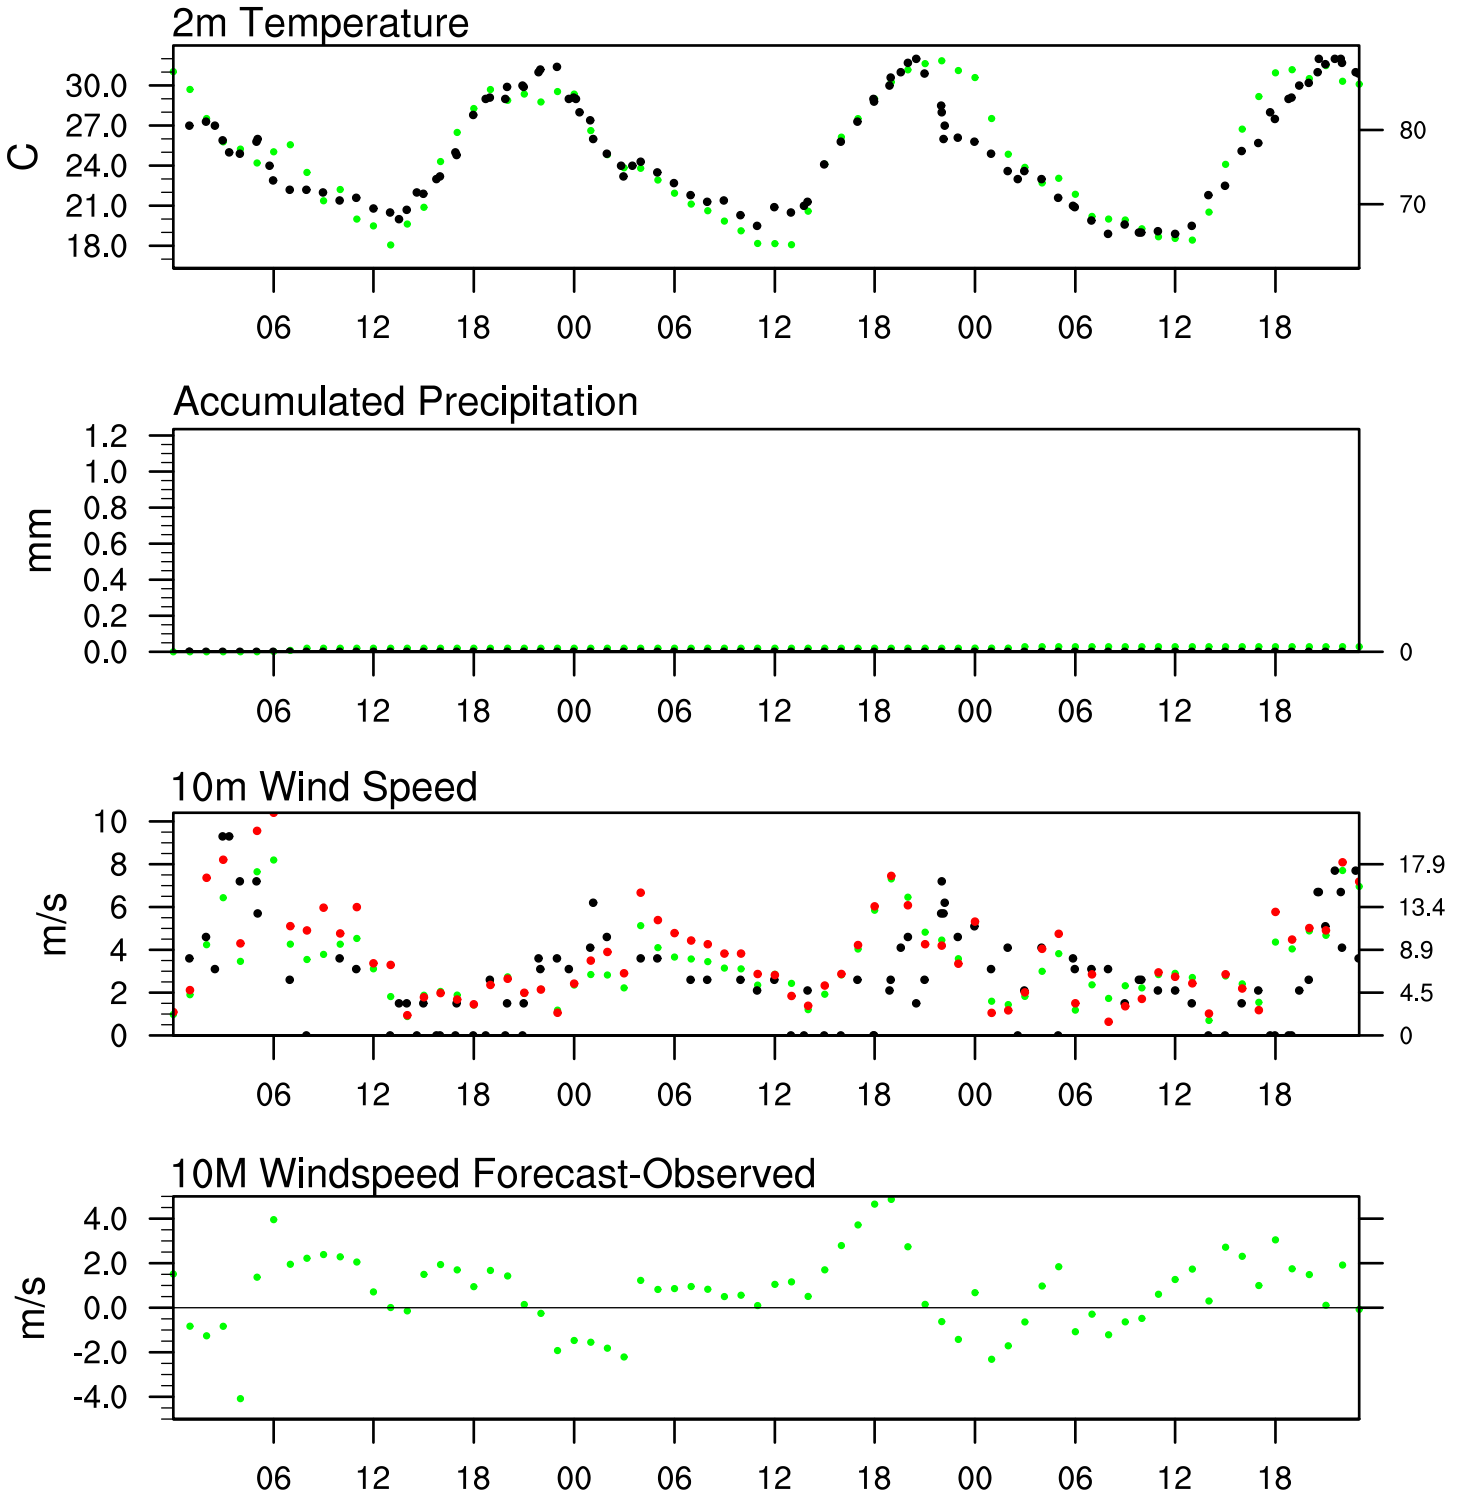 2m Temperature
30.0
27.0
24.0
21.0
18.0
C
80
70
06 12 18 00 06 12 18 00 06 12 18
Accumulated Precipitation
1.2
1.0
0.8
0.6
0.4
0.2
0.0
mm
0
06 12 18 00 06 12 18 00 06 12 18
10m Wind Speed
10
8
6
4
2
0
m/s
17.9
13.4
8.9
4.5
0
06 12 18 00 06 12 18 00 06 12 18
10M Windspeed Forecast-Observed
4.0
2.0
0.0
-2.0
-4.0
m/s
06 12 18 00 06 12 18 00 06 12 18